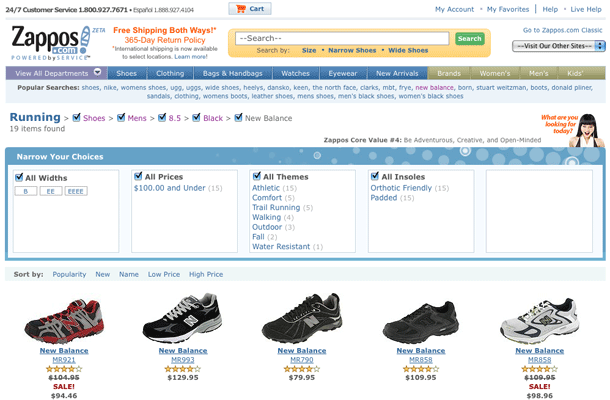 24/7 Customer Service 1.800.927.7671 • Español 1.888.927.4104
Cart
My Account
My Favorites
Help
Live Help
Zappos .com ZETA
POWERED by SERVICE™
Free Shipping Both Ways!*
365-Day Return Policy
*International shipping is now available
to select locations. Learn more!
--Search--
Search
Search by: Size • Narrow Shoes • Wide Shoes
Go to Zappos.com Classic
--Visit Our Other Sites--
View All Departments
Shoes
Clothing
Bags & Handbags
Watches
Eyewear
New Arrivals
Brands
Women's
Men's
Kids'
Popular Searches: shoes, nike, womens shoes, ugg, uggs, wide shoes, heelys, dansko, keen, the north face, clarks, mbt, frye, new balance, born, stuart weitzman, boots, donald pliner,
sandals, clothing, womens boots, leather shoes, mens shoes, men's black shoes, women's black shoes
Running > Shoes > Mens > 8.5 > Black > New Balance
19 items found
What are you
looking for
today?
Zappos Core Value #4: Be Adventurous, Creative, and Open-Minded
Narrow Your Choices
All Widths
B
EE
EEEE
All Prices
$100.00 and Under (15)
All Themes
Athletic (15)
Comfort (5)
Trail Running (5)
Walking (4)
Outdoor (3)
Fall (2)
Water Resistant (1)
All Insoles
Orthotic Friendly (15)
Padded (15)
Sort by: Popularity New Name Low Price High Price
New Balance
MR921
$104.95
SALE!
$94.46
New Balance
MR993
$129.95
New Balance
MR790
$79.95
New Balance
MR858
$109.95
New Balance
MR858
$109.95
SALE!
$98.96